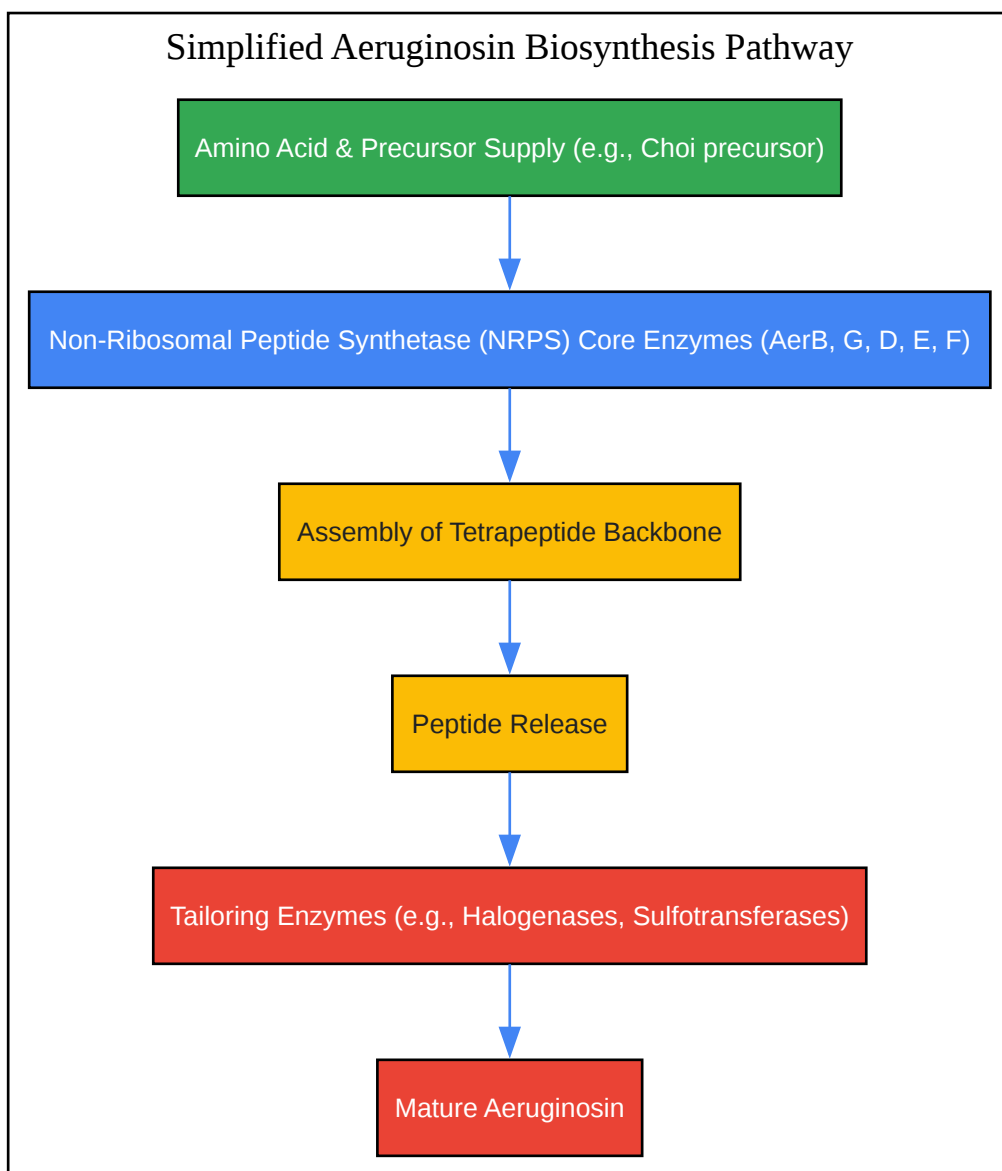 Simplified Aeruginosin Biosynthesis Pathway
Amino Acid & Precursor Supply (e.g., Choi precursor)
Non-Ribosomal Peptide Synthetase (NRPS) Core Enzymes (AerB, G, D, E, F)
Assembly of Tetrapeptide Backbone
Peptide Release
Tailoring Enzymes (e.g., Halogenases, Sulfotransferases)
Mature Aeruginosin